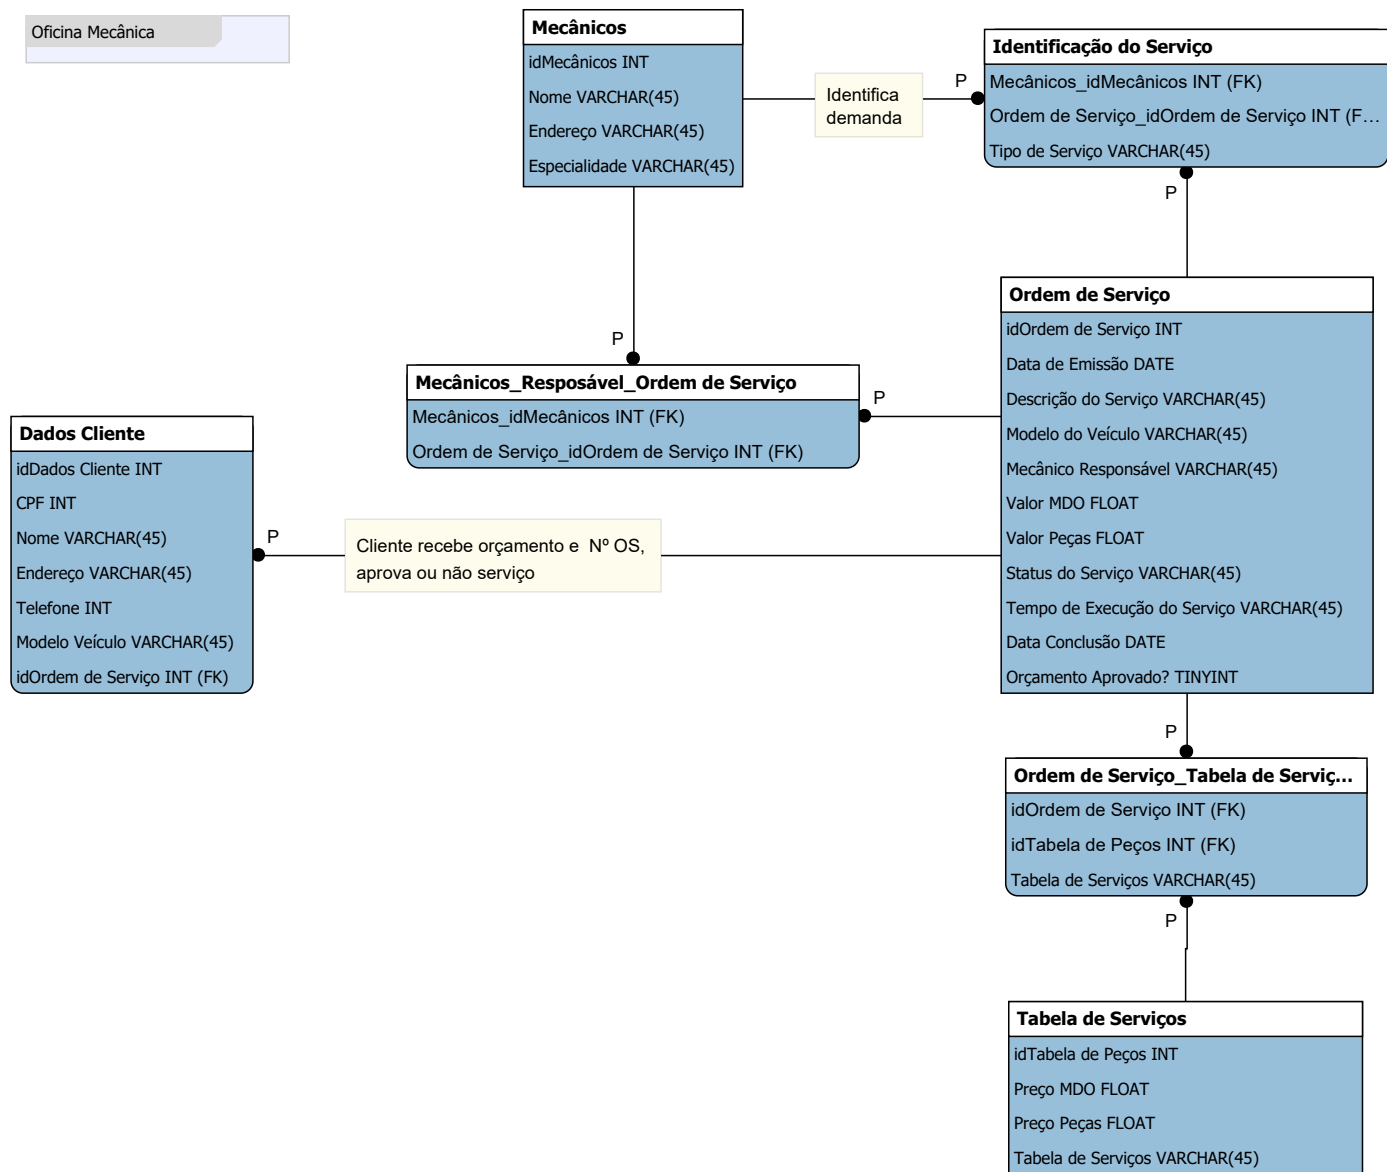 Oficina Mecânica
Mecânicos
idMecânicos INT
Nome VARCHAR(45)
Endereço VARCHAR(45)
Especialidade VARCHAR(45)
Identifica
demanda
P
Identificação do Serviço
Mecânicos_idMecânicos INT (FK)
Ordem de Serviço_idOrdem de Serviço INT (F...
Tipo de Serviço VARCHAR(45)
P
P
Mecânicos_Resposável_Ordem de Serviço
Mecânicos_idMecânicos INT (FK)
Ordem de Serviço_idOrdem de Serviço INT (FK)
P
Ordem de Serviço
idOrdem de Serviço INT
Data de Emissão DATE
Descrição do Serviço VARCHAR(45)
Modelo do Veículo VARCHAR(45)
Mecânico Responsável VARCHAR(45)
Valor MDO FLOAT
Valor Peças FLOAT
Status do Serviço VARCHAR(45)
Tempo de Execução do Serviço VARCHAR(45)
Data Conclusão DATE
Orçamento Aprovado? TINYINT
Dados Cliente
idDados Cliente INT
CPF INT
Nome VARCHAR(45)
Endereço VARCHAR(45)
Telefone INT
Modelo Veículo VARCHAR(45)
idOrdem de Serviço INT (FK)
P
Cliente recebe orçamento e  Nº OS,
aprova ou não serviço
P
Ordem de Serviço_Tabela de Serviç...
idOrdem de Serviço INT (FK)
idTabela de Peços INT (FK)
Tabela de Serviços VARCHAR(45)
P
Tabela de Serviços
idTabela de Peços INT
Preço MDO FLOAT
Preço Peças FLOAT
Tabela de Serviços VARCHAR(45)